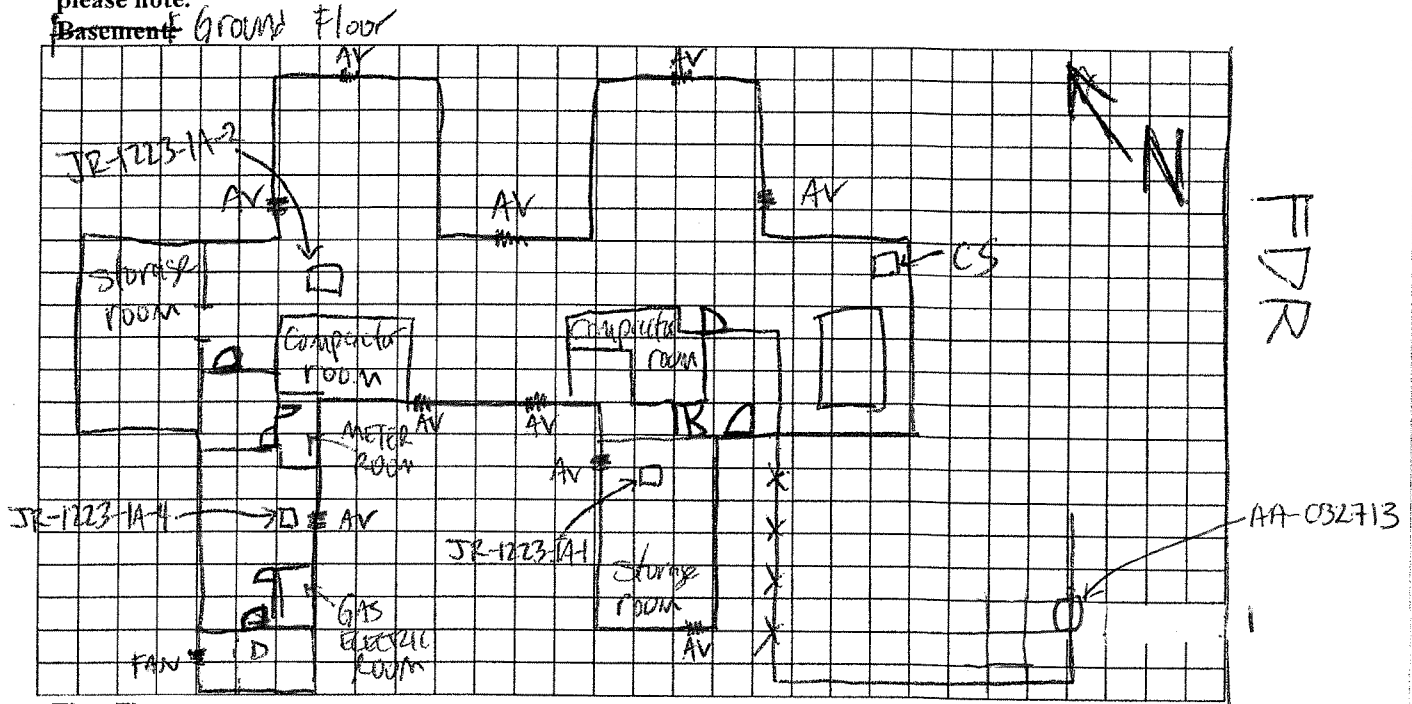 please note.
Basement: Ground Floor
AV
AV
N
FDR
JR-1223-1A-2
AV
AV
AV
CS
Storage
room
Compactor
room
Compactor
room
AV
AV
METER
ROOM
AV
JR-1223-1A-4
AV
JR-1223-1A-1
AA-032713
Storage
room
GAS
ELECTRIC
ROOM
D
FAN
AV